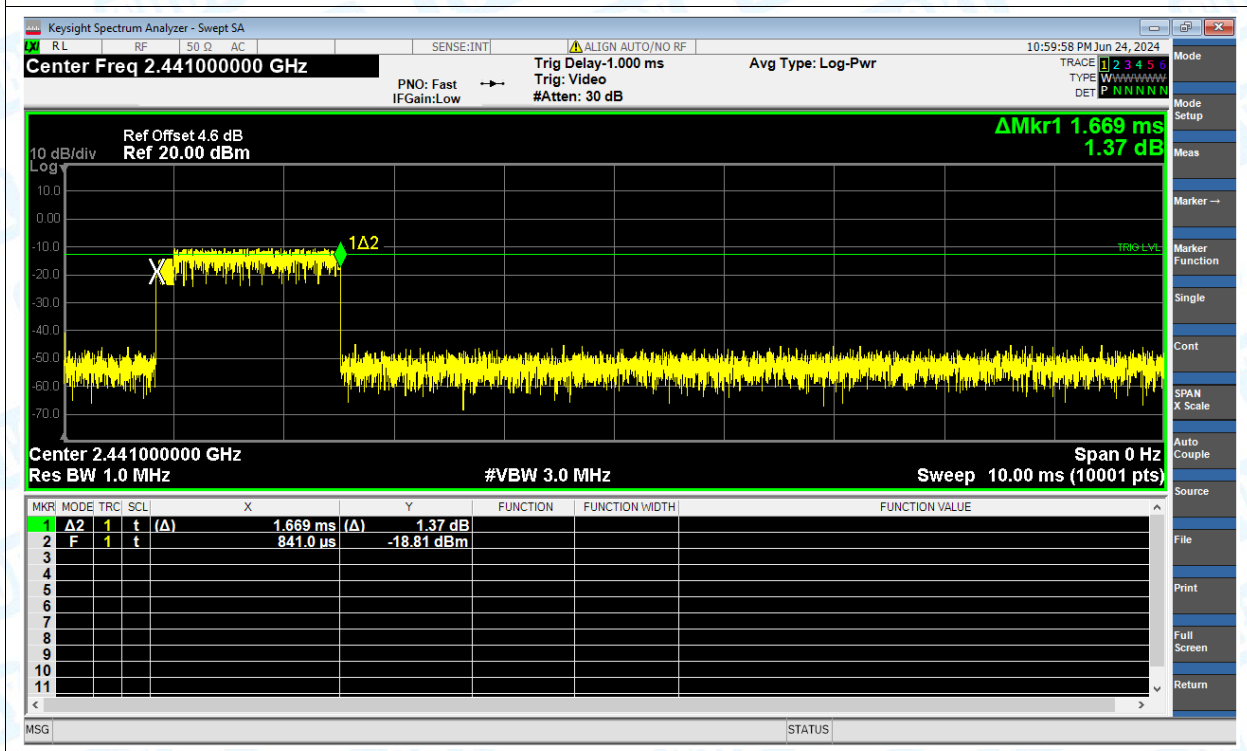 Keysight Spectrum Analyzer - Swept SA
LXI RL RF 50 Ω AC SENSE:INT ALIGN AUTO/NO RF 10:59:58 PM Jun 24, 2024
Center Freq 2.441000000 GHz
PNO: Fast
IFGain:Low
Trig Delay-1.000 ms
Trig: Video
#Atten: 30 dB
Avg Type: Log-Pwr
TRACE 1 2 3 4 5 6
TYPE WWWWWW
DET P N N N N N
ΔMkr1 1.669 ms
1.37 dB
Ref Offset 4.6 dB
10 dB/div Ref 20.00 dBm
Log
10.0
0.00
-10.0
-20.0
-30.0
-40.0
-50.0
-60.0
-70.0
1Δ2
TRIG LVL
X
Center 2.441000000 GHz Span 0 Hz
Res BW 1.0 MHz #VBW 3.0 MHz Sweep 10.00 ms (10001 pts)
MKR MODE TRC SCL X Y FUNCTION FUNCTION WIDTH FUNCTION VALUE
1 Δ2 1 t (Δ) 1.669 ms (Δ) 1.37 dB
2 F 1 t 841.0 µs -18.81 dBm
3
4
5
6
7
8
9
10
11
MSG STATUS
Mode
Mode
Setup
Meas
Marker→
Marker
Function
Single
Cont
SPAN
X Scale
Auto
Couple
Source
File
Print
Full
Screen
Return